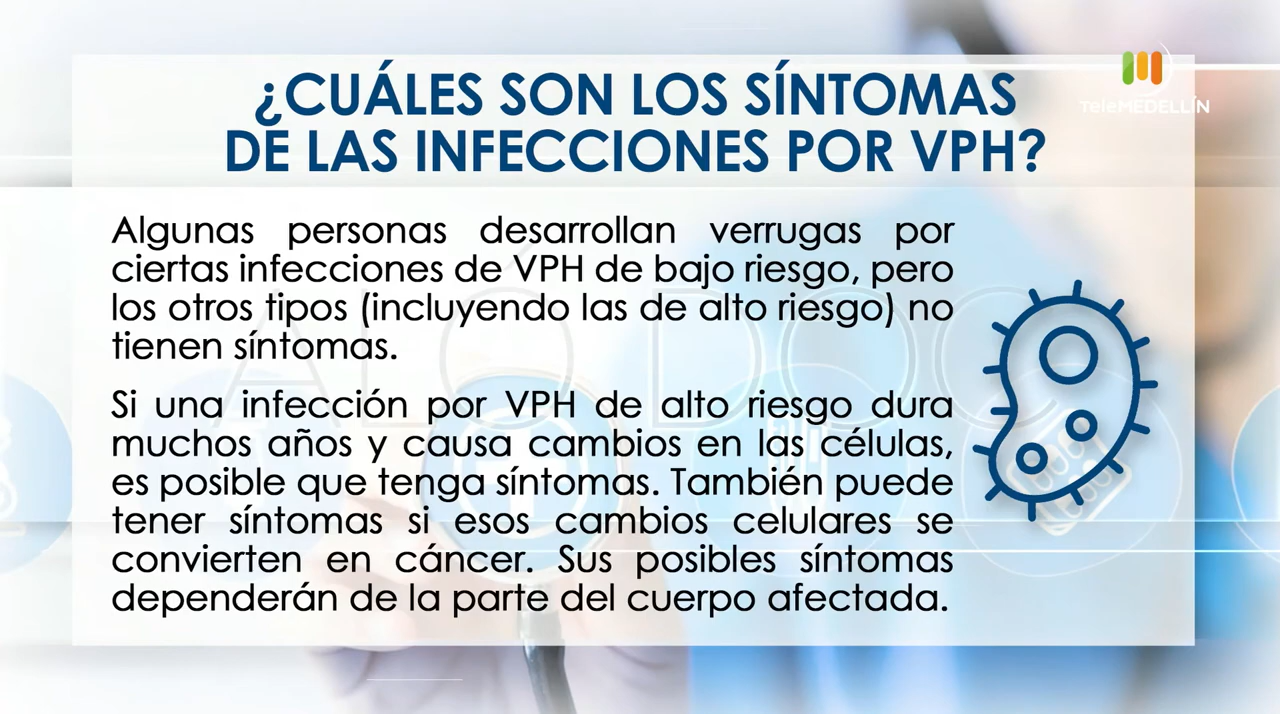 ¿CUÁLES SON LOS SÍNTOMAS
DE LAS INFECCIONES POR VPH?
TeleMEDELLÍN
Algunas personas desarrollan verrugas por
ciertas infecciones de VPH de bajo riesgo, pero
los otros tipos (incluyendo las de alto riesgo) no
tienen síntomas.
Si una infección por VPH de alto riesgo dura
muchos años y causa cambios en las células,
es posible que tenga síntomas. También puede
tener síntomas si esos cambios celulares se
convierten en cáncer. Sus posibles síntomas
dependerán de la parte del cuerpo afectada.
ALÓ DOC